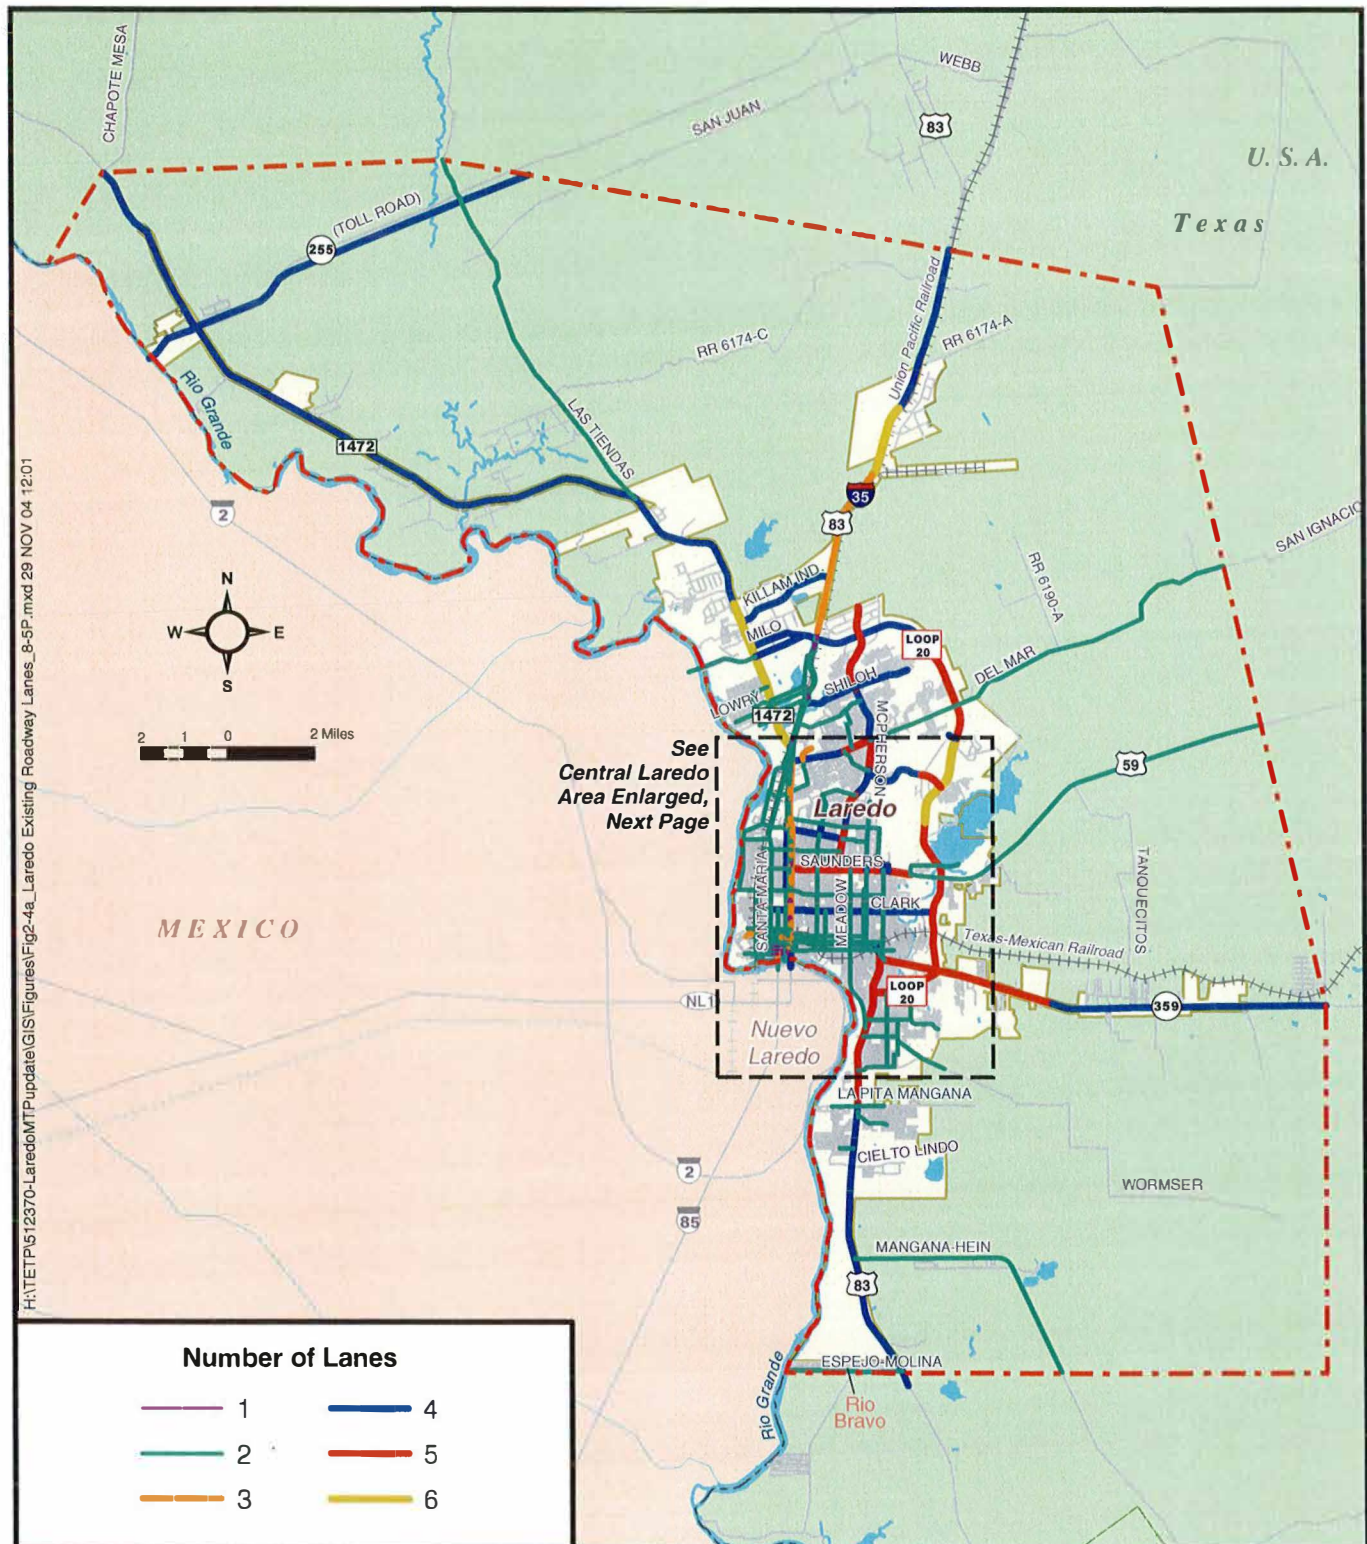 CHAPOTE MESA
WEBB
83
SAN JUAN
U. S. A.
Texas
(TOLL ROAD)
255
Union Pacific Railroad
RR 6174-A
RR 6174-C
Rio Grande
LAS TIENDAS
1472
35
83
2
SAN IGNACIO
RR 6190-A
KILLAM IND.
MILO
LOOP
20
DEL MAR
SHILOH
LOWRY
1472
MCPHERSON
N
W
E
S
2 1 0 2 Miles
See
Central Laredo
Area Enlarged,
Next Page
59
Laredo
SAUNDERS
SANTA MARIA
MEADOW
CLARK
TANQUECITOS
MEXICO
Texas-Mexican Railroad
LOOP
20
NL1
359
Nuevo
Laredo
LA PITA MANGANA
CIELTO LINDO
2
WORMSER
85
MANGANA-HEIN
83
ESPEJO-MOLINA
Rio Grande
Rio
Bravo
H:\TETP\512370-LaredoMTPupdate\GIS\Figures\Fig2-4a_Laredo Existing Roadway Lanes_8-5P.mxd 29 NOV 04 12:01
Number of Lanes
1 4
2 5
3 6